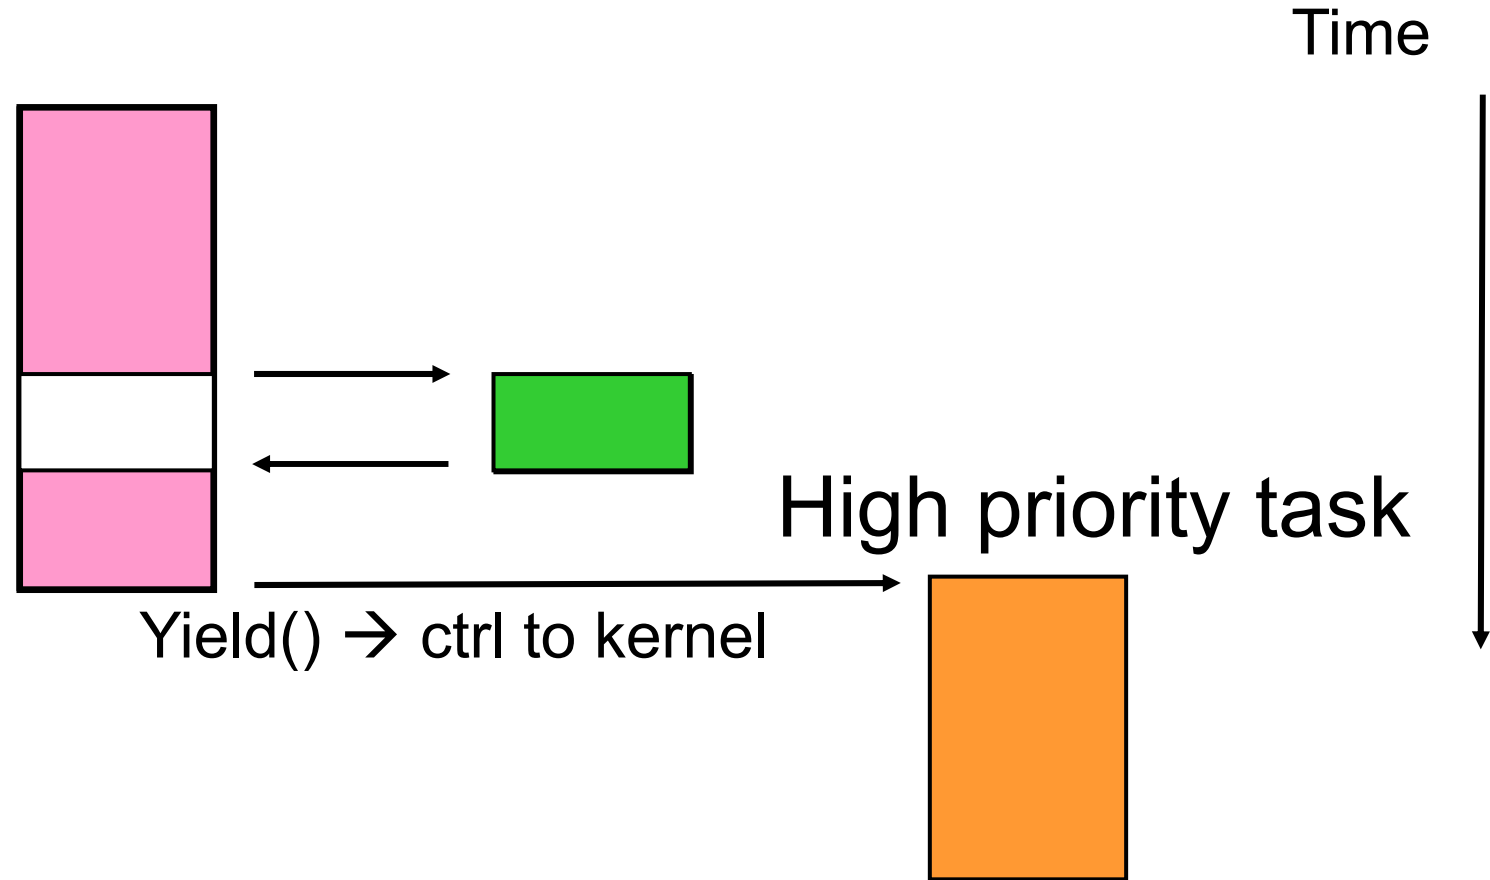 Time
High priority task
Yield() → ctrl to kernel